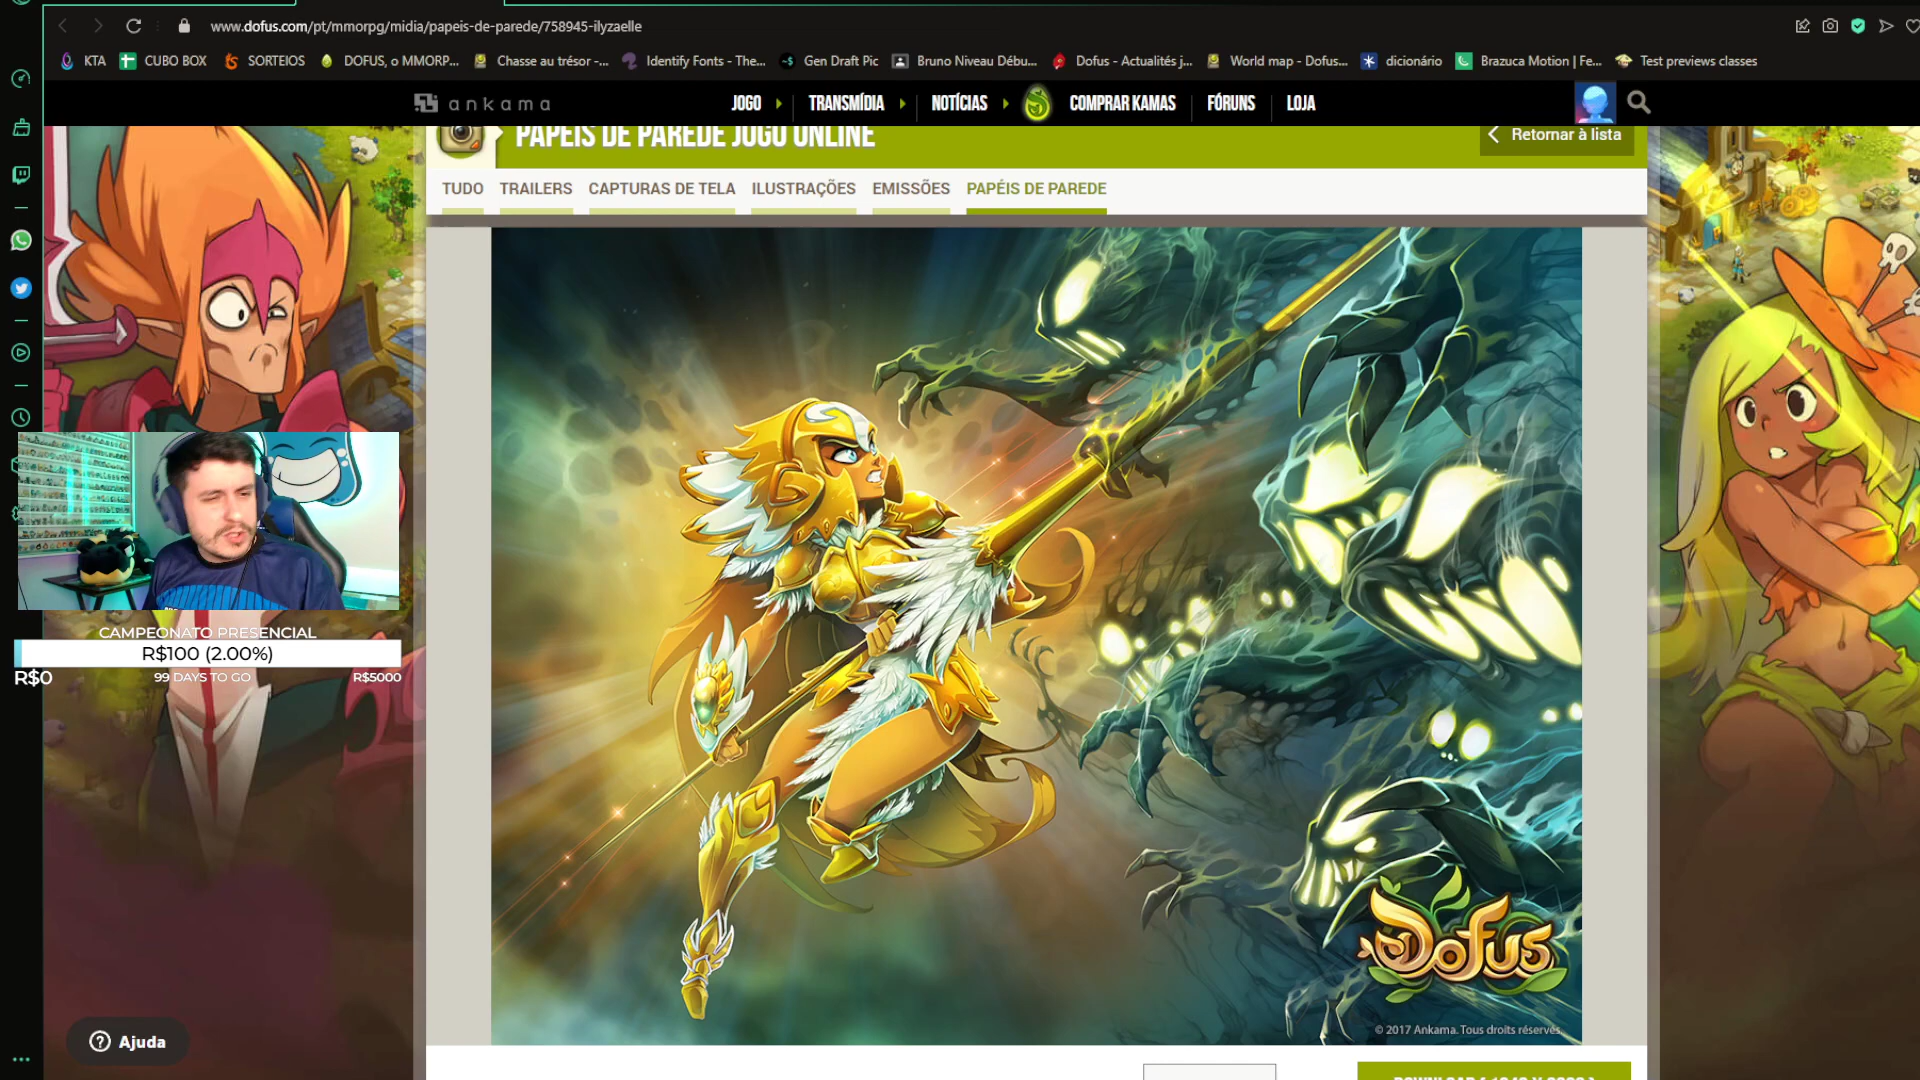 www.dofus.com/pt/mmorpg/midia/papeis-de-parede/758945-ilyzaelle
KTA CUBO BOX SORTEIOS DOFUS, o MMORP... Chasse au trésor -... Identify Fonts - The... Gen Draft Pic Bruno Niveau Débu... Dofus - Actualités j... World map - Dofus... dicionário Brazuca Motion | Fe... Test previews classes
ankama JOGO TRANSMÍDIA NOTÍCIAS COMPRAR KAMAS FÓRUNS LOJA
PAPÉIS DE PAREDE JOGO ONLINE
Retornar à lista
TUDO TRAILERS CAPTURAS DE TELA ILUSTRAÇÕES EMISSÕES PAPÉIS DE PAREDE
CAMPEONATO PRESENCIAL
R$100 (2.00%)
R$0 99 DAYS TO GO R$5000
DOFUS
© 2017 Ankama. Tous droits réservés.
Ajuda